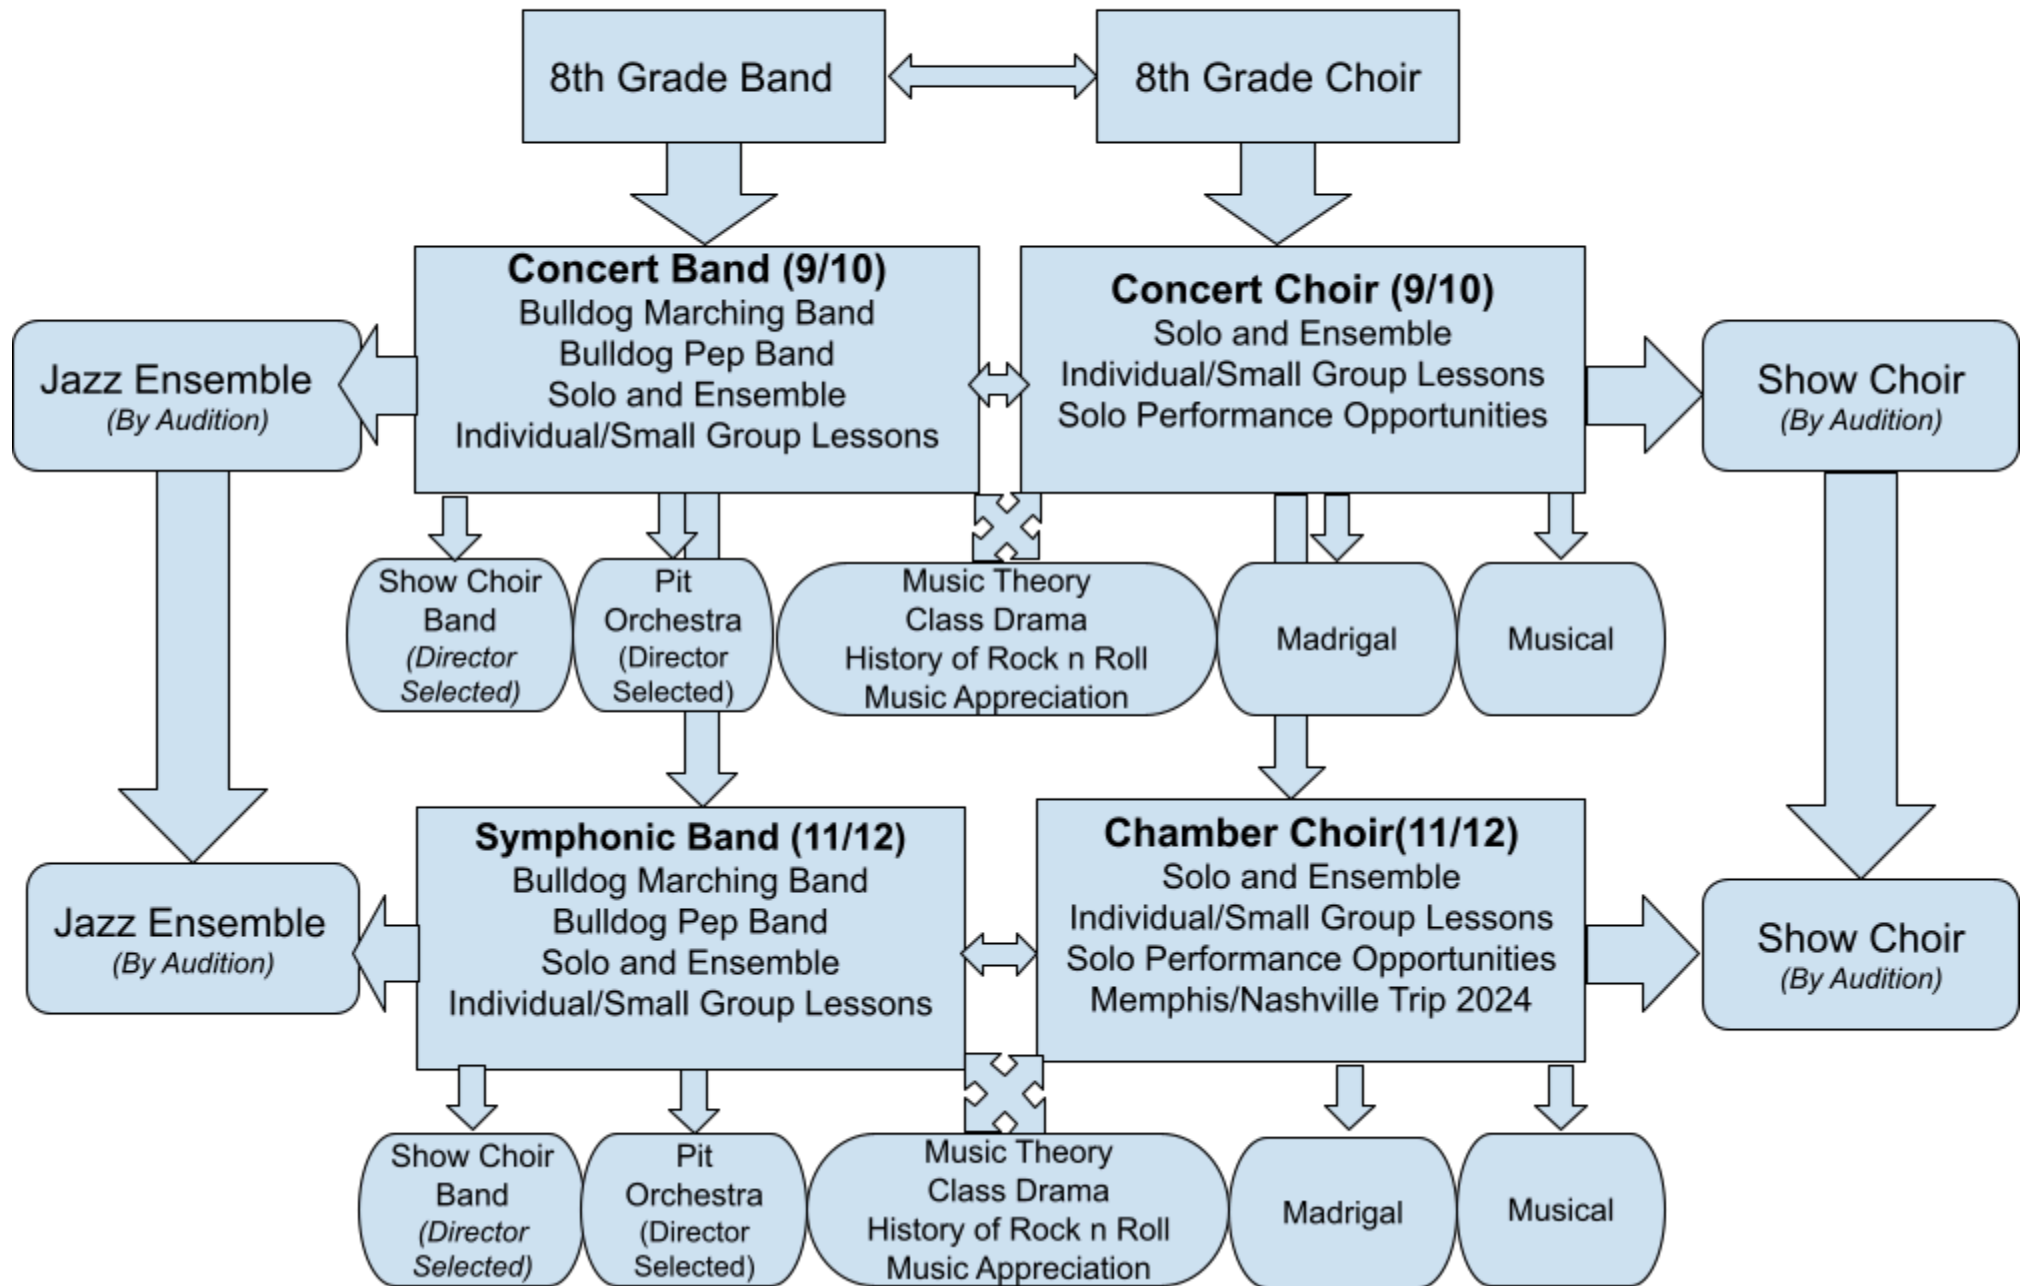 8th Grade Band
8th Grade Choir
Concert Band (9/10)
Bulldog Marching Band
Bulldog Pep Band
Solo and Ensemble
Individual/Small Group Lessons
Concert Choir (9/10)
Solo and Ensemble
Individual/Small Group Lessons
Solo Performance Opportunities
Jazz Ensemble
(By Audition)
Show Choir
(By Audition)
Show Choir
Band
(Director
Selected)
Pit
Orchestra
(Director
Selected)
Music Theory
Class Drama
History of Rock n Roll
Music Appreciation
Madrigal
Musical
Symphonic Band (11/12)
Bulldog Marching Band
Bulldog Pep Band
Solo and Ensemble
Individual/Small Group Lessons
Chamber Choir(11/12)
Solo and Ensemble
Individual/Small Group Lessons
Solo Performance Opportunities
Memphis/Nashville Trip 2024
Jazz Ensemble
(By Audition)
Show Choir
(By Audition)
Show Choir
Band
(Director
Selected)
Pit
Orchestra
(Director
Selected)
Music Theory
Class Drama
History of Rock n Roll
Music Appreciation
Madrigal
Musical